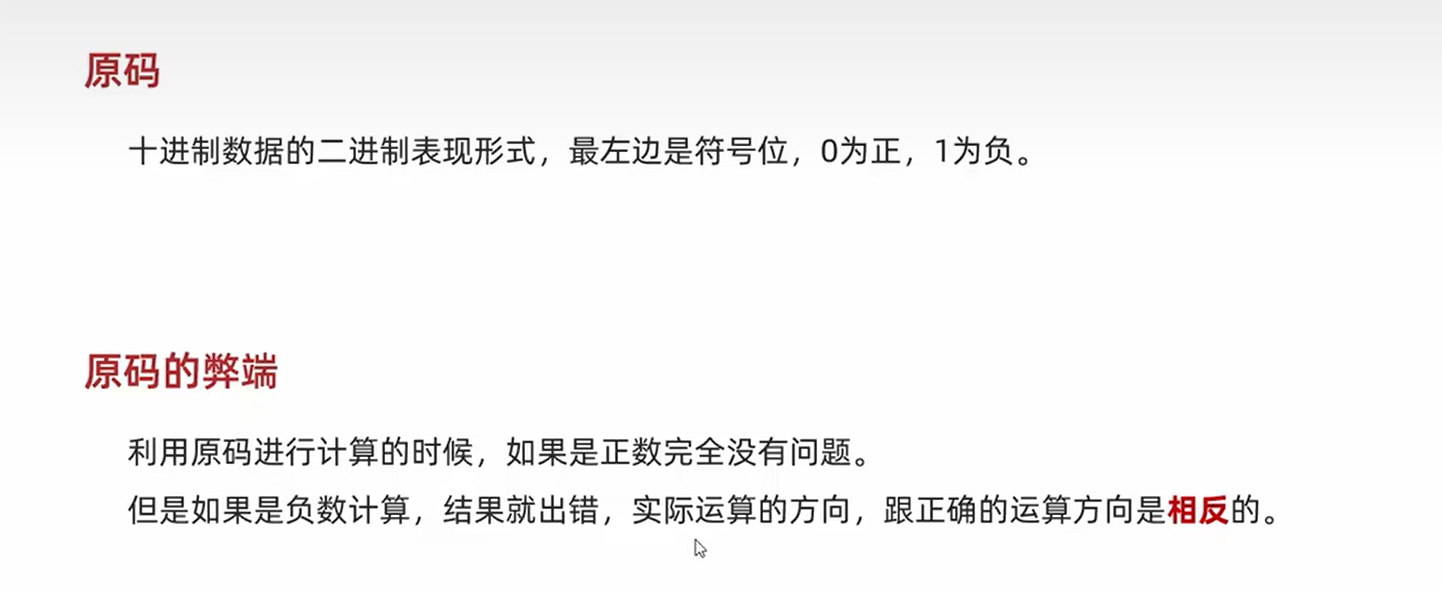 原码
十进制数据的二进制表现形式，最左边是符号位，0为正，1为负。
原码的弊端
利用原码进行计算的时候，如果是正数完全没有问题。
但是如果是负数计算，结果就出错，实际运算的方向，跟正确的运算方向是相反的。